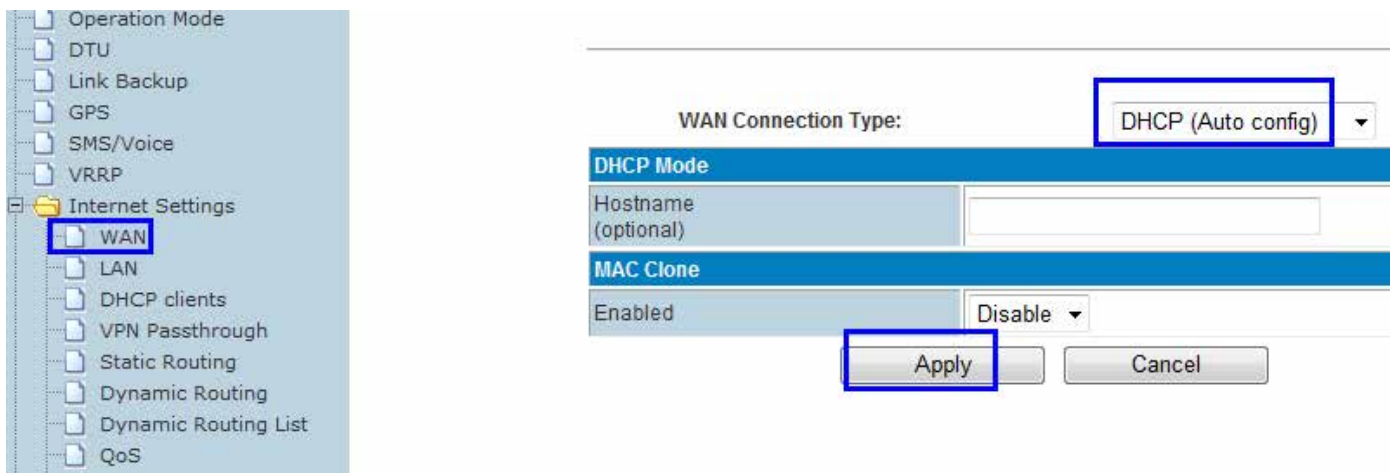 Operation Mode
DTU
Link Backup
GPS
SMS/Voice
VRRP
Internet Settings
WAN
LAN
DHCP clients
VPN Passthrough
Static Routing
Dynamic Routing
Dynamic Routing List
QoS
WAN Connection Type: DHCP (Auto config)
DHCP Mode
Hostname
(optional)
MAC Clone
Enabled Disable
Apply Cancel